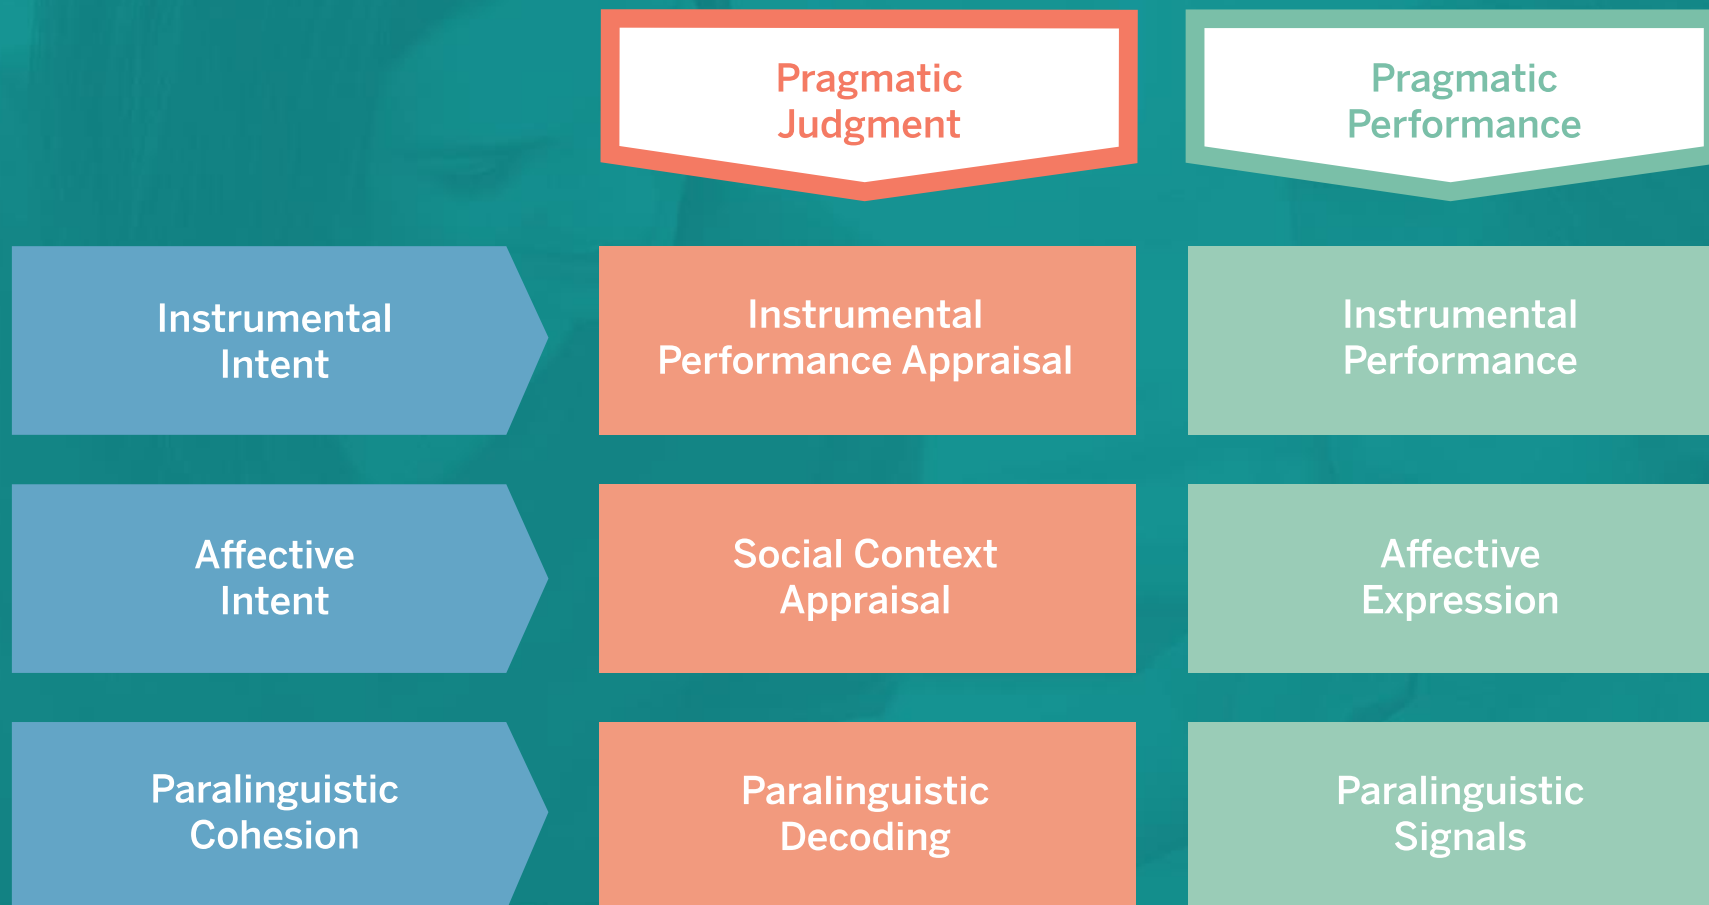 Pragmatic
Judgment
Pragmatic
Performance
Instrumental
Intent
Instrumental
Performance Appraisal
Instrumental
Performance
Affective
Intent
Social Context
Appraisal
Affective
Expression
Paralinguistic
Cohesion
Paralinguistic
Decoding
Paralinguistic
Signals